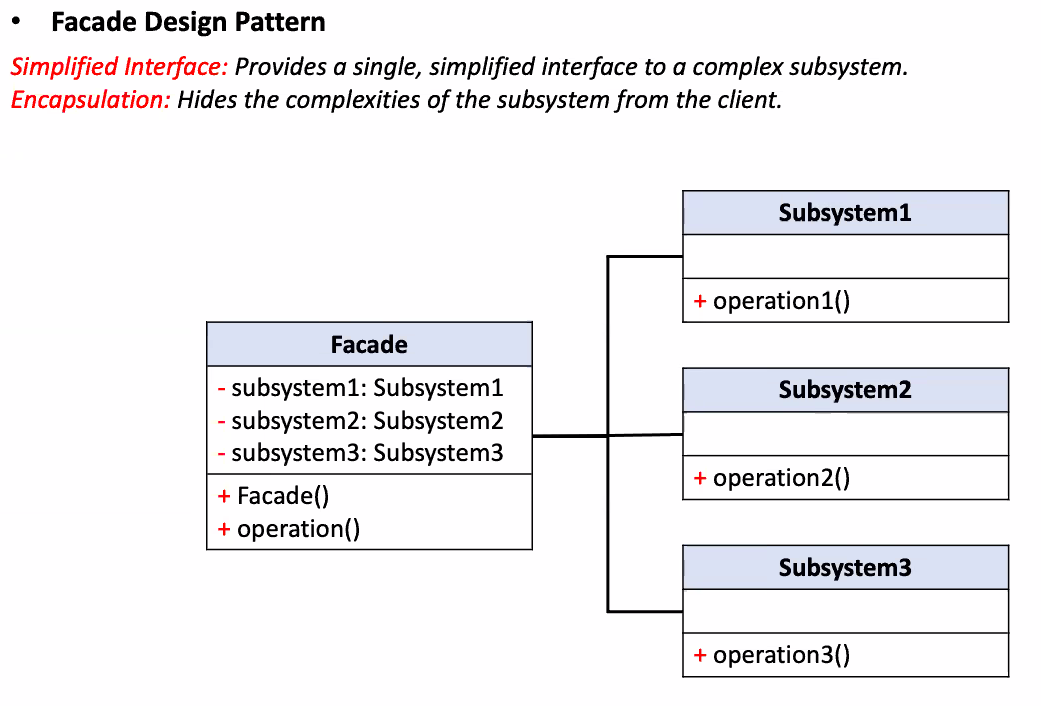 • Facade Design Pattern
Simplified Interface: Provides a single, simplified interface to a complex subsystem.
Encapsulation: Hides the complexities of the subsystem from the client.
Subsystem1
+ operation1()
Facade
- subsystem1: Subsystem1
- subsystem2: Subsystem2
- subsystem3: Subsystem3
+ Facade()
+ operation()
Subsystem2
+ operation2()
Subsystem3
+ operation3()